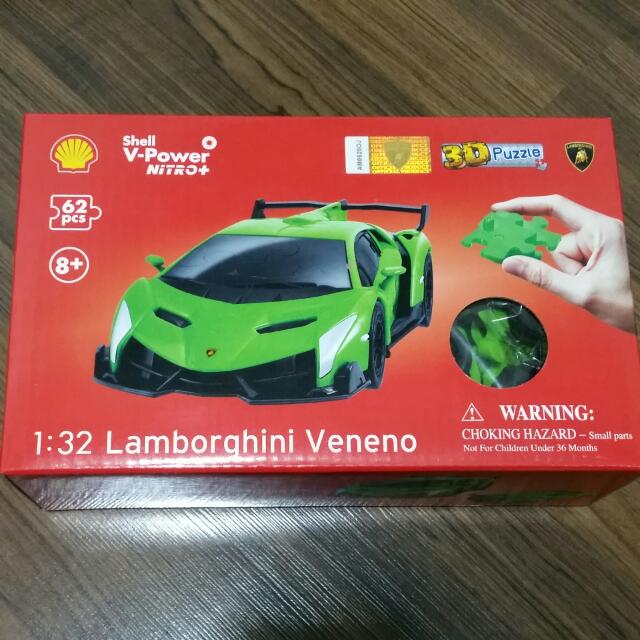 Shell
V-Power
NiTRO+
62
pcs
8+
AM6620OJ
3D Puzzle
1:32 Lamborghini Veneno
WARNING:
CHOKING HAZARD – Small parts
Not For Children Under 36 Months